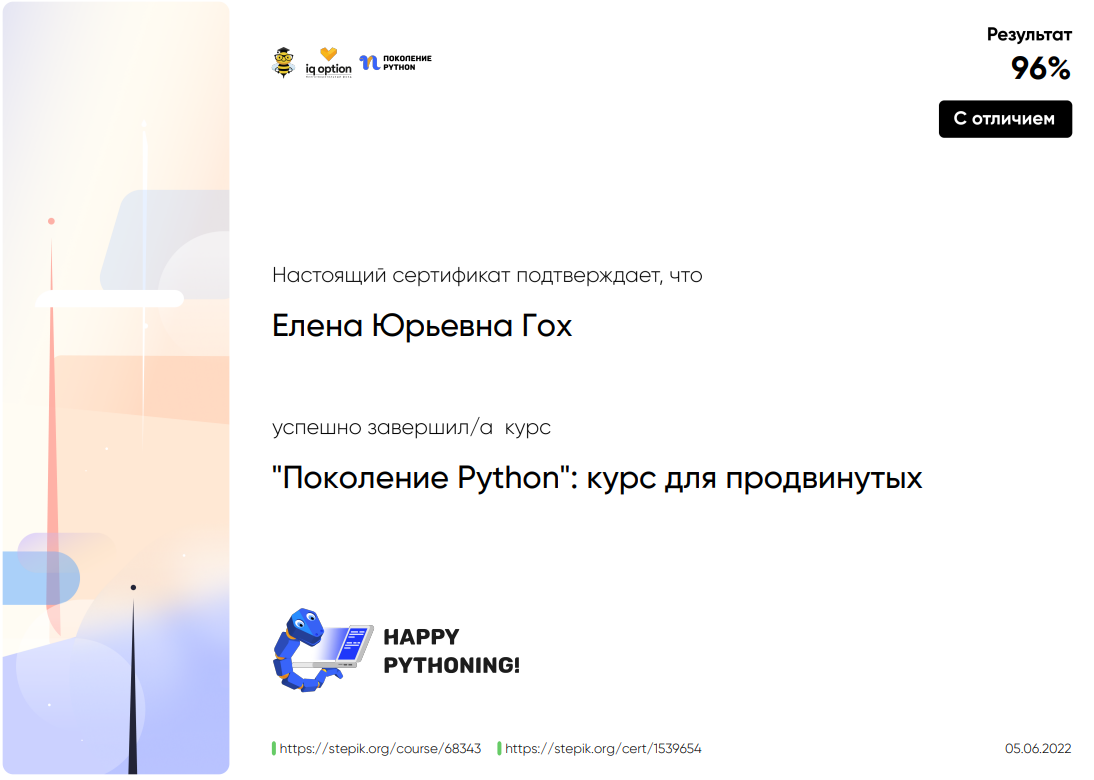 iq option
ПОКОЛЕНИЕ
PYTHON
Результат
96%
С отличием
Настоящий сертификат подтверждает, что
Елена Юрьевна Гох
успешно завершил/а курс
"Поколение Python": курс для продвинутых
HAPPY
PYTHONING!
https://stepik.org/course/68343
https://stepik.org/cert/1539654
05.06.2022